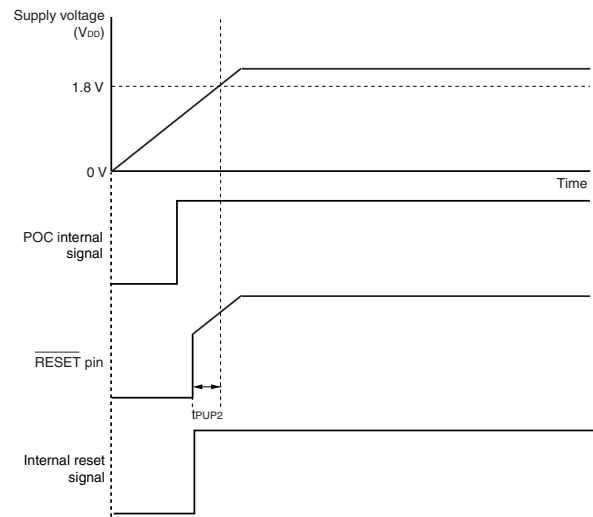 Supply voltage
(VDD)
1.8 V
0 V
Time
POC internal
signal
RESET pin
tPUP2
Internal reset
signal